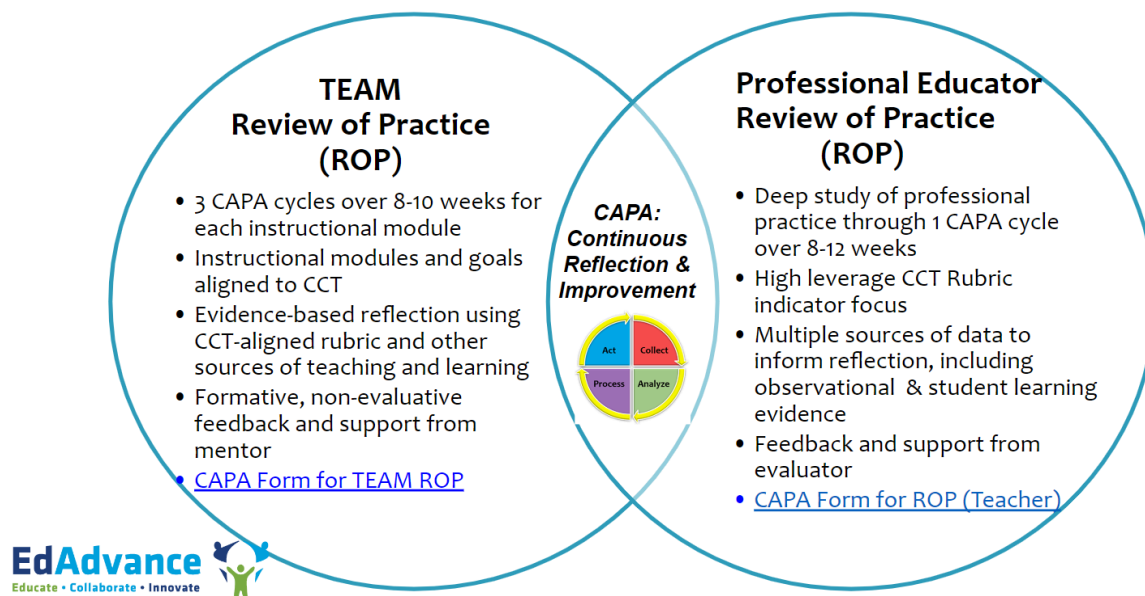 TEAM
Review of Practice
(ROP)
• 3 CAPA cycles over 8-10 weeks for
each instructional module
• Instructional modules and goals
aligned to CCT
• Evidence-based reflection using
CCT-aligned rubric and other
sources of teaching and learning
• Formative, non-evaluative
feedback and support from
mentor
• CAPA Form for TEAM ROP
CAPA:
Continuous
Reflection &
Improvement
Act
Collect
Process
Analyze
Professional Educator
Review of Practice
(ROP)
• Deep study of professional
practice through 1 CAPA cycle
over 8-12 weeks
• High leverage CCT Rubric
indicator focus
• Multiple sources of data to
inform reflection, including
observational & student learning
evidence
• Feedback and support from
evaluator
• CAPA Form for ROP (Teacher)
EdAdvance
Educate • Collaborate • Innovate